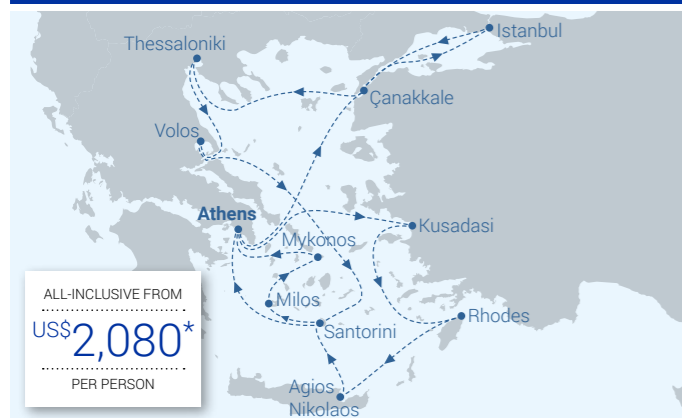 Istanbul
Thessaloniki
Çanakkale
Volos
Athens
Kusadasi
Mykonos
Milos
Rhodes
Santorini
Agios
Nikolaos
ALL-INCLUSIVE FROM
US$2,080*
PER PERSON